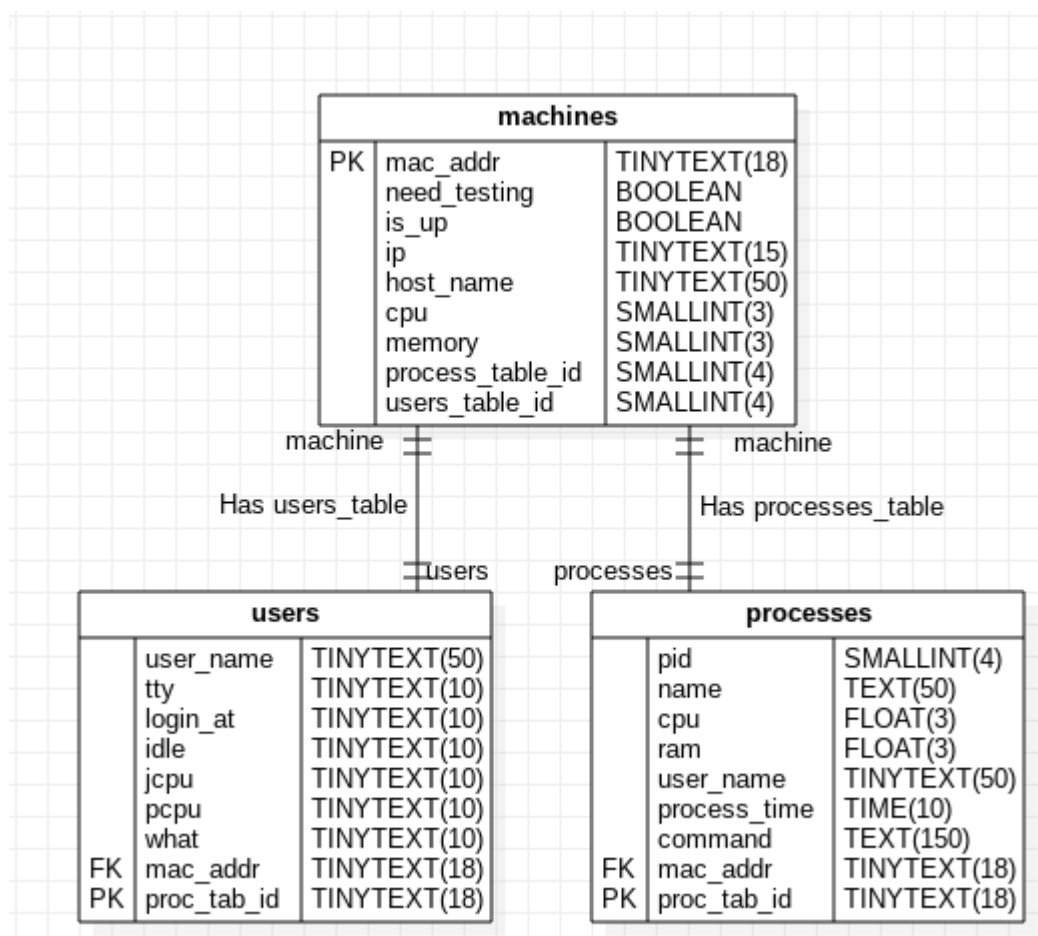 machines
PK mac_addr TINYTEXT(18)
need_testing BOOLEAN
is_up BOOLEAN
ip TINYTEXT(15)
host_name TINYTEXT(50)
cpu SMALLINT(3)
memory SMALLINT(3)
process_table_id SMALLINT(4)
users_table_id SMALLINT(4)
machine machine
Has users_table Has processes_table
users processes
users
user_name TINYTEXT(50)
tty TINYTEXT(10)
login_at TINYTEXT(10)
idle TINYTEXT(10)
jcpu TINYTEXT(10)
pcpu TINYTEXT(10)
what TINYTEXT(10)
FK mac_addr TINYTEXT(18)
PK proc_tab_id TINYTEXT(18)
processes
pid SMALLINT(4)
name TEXT(50)
cpu FLOAT(3)
ram FLOAT(3)
user_name TINYTEXT(50)
process_time TIME(10)
command TEXT(150)
FK mac_addr TINYTEXT(18)
PK proc_tab_id TINYTEXT(18)